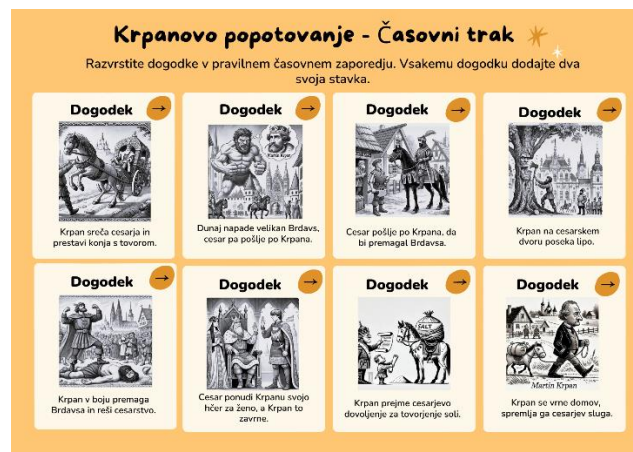 Krpanovo popotovanje - Časovni trak
Razvrstite dogodke v pravilnem časovnem zaporedju. Vsakemu dogodku dodajte dva
svoja stavka.
Dogodek
Krpan sreča cesarja in
prestavi konja s tovorom.
Dogodek
Dunaj napade velikan Brdavs,
cesar pa pošlje po Krpana.
Dogodek
Cesar pošlje po Krpana, da
bi premagal Brdavsa.
Dogodek
Krpan na cesarskem
dvoru poseka lipo.
Dogodek
Krpan v boju premaga
Brdavsa in reši cesarstvo.
Dogodek
Cesar ponudi Krpanu svojo
hčer za ženo, a Krpan to
zavrne.
Dogodek
SALT
Krpan prejme cesarjevo
dovoljenje za tovorjenje soli.
Dogodek
Martin Krpan
Krpan se vrne domov,
spremlja ga cesarjev sluga.